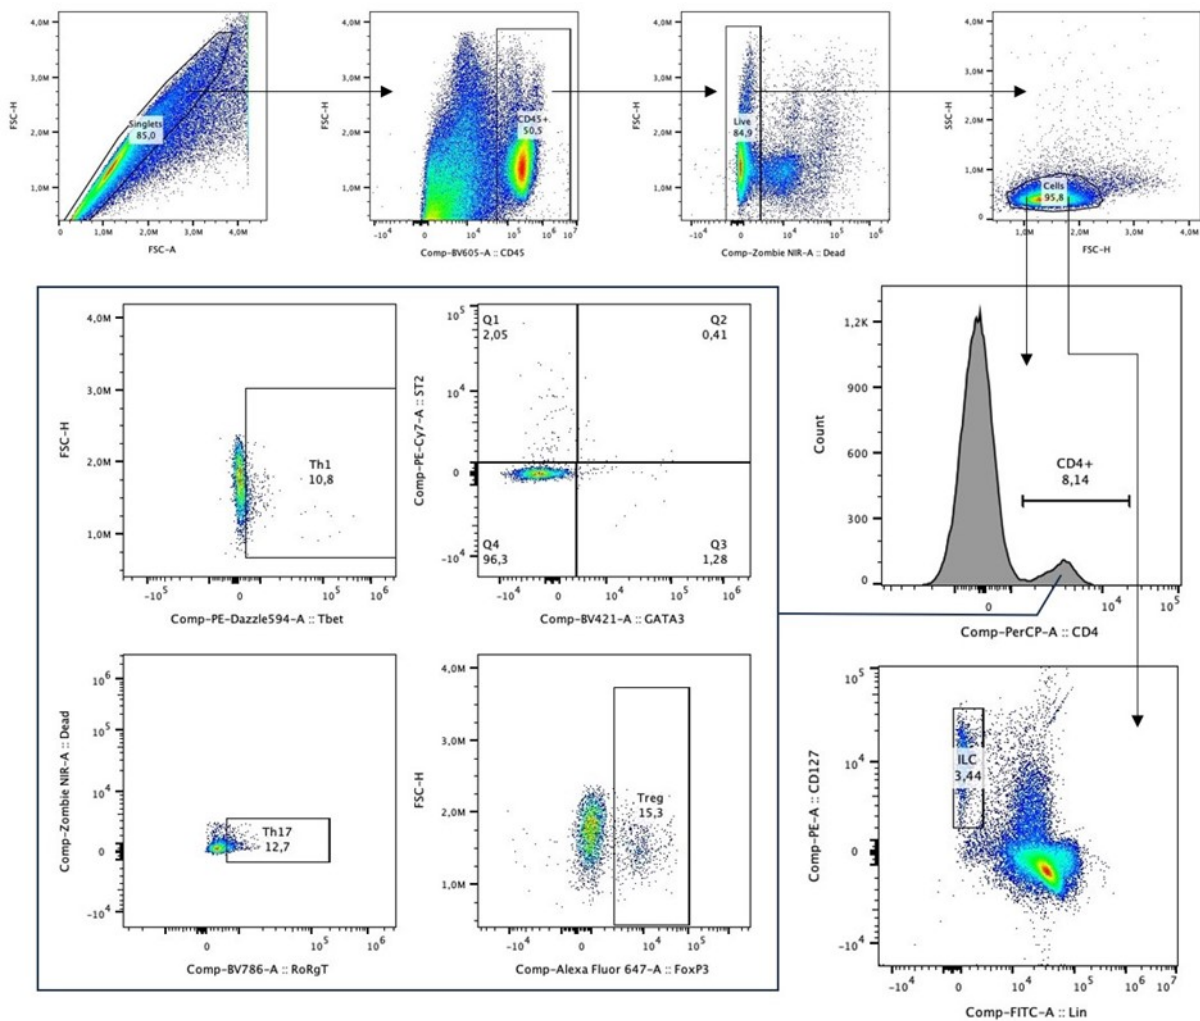 4,0M
3,0M
2,0M
1,0M
FSC-H
Singlets
85,0
0 1,0M 2,0M 3,0M 4,0M
FSC-A
4,0M
3,0M
2,0M
1,0M
FSC-H
CD45+
50,5
-10^4 0 10^4 10^5 10^6 10^7
Comp-BV605-A :: CD45
4,0M
3,0M
2,0M
1,0M
FSC-H
Live
84,9
-10^4 0 10^4 10^5 10^6
Comp-Zombie NIR-A :: Dead
4,0M
3,0M
2,0M
1,0M
0
SSC-H
Cells
95,8
1,0M 2,0M 3,0M 4,0M
FSC-H
4,0M
3,0M
2,0M
1,0M
FSC-H
Th1
10,8
-10^5 0 10^5 10^6
Comp-PE-Dazzle594-A :: Tbet
10^5
10^4
0
-10^4
Comp-PE-Cy7-A :: ST2
Q1
2,05
Q2
0,41
Q4
96,3
Q3
1,28
-10^4 0 10^4 10^5 10^6
Comp-BV421-A :: GATA3
1,2K
900
600
300
0
Count
CD4+
8,14
0 10^4 10^5
Comp-PerCP-A :: CD4
10^6
10^5
10^4
0
-10^4
Comp-Zombie NIR-A :: Dead
Th17
12,7
0 10^5 10^6
Comp-BV786-A :: RoRgT
4,0M
3,0M
2,0M
1,0M
FSC-H
Treg
15,3
-10^4 0 10^4 10^5 10^6
Comp-Alexa Fluor 647-A :: FoxP3
10^5
10^4
0
-10^4
Comp-PE-A :: CD127
ILC
3,44
-10^4 0 10^4 10^5 10^6 10^7
Comp-FITC-A :: Lin